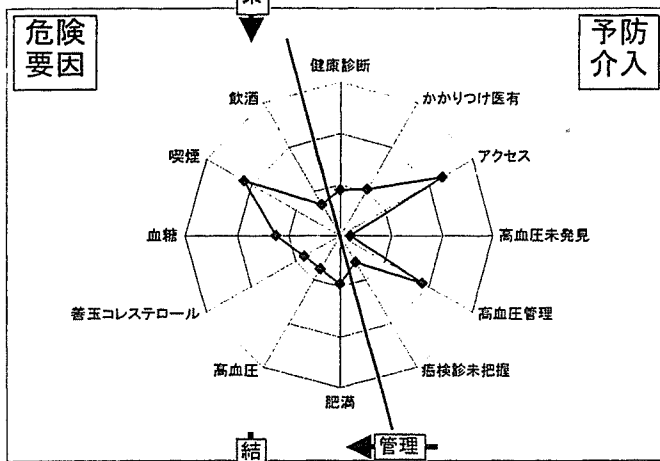 危険
要因
予防
介入
健康診断
飲酒
かかりつけ医有
喫煙
アクセス
血糖
高血圧未発見
善玉コレステロール
高血圧管理
高血圧
癌検診未把握
肥満
結
管理